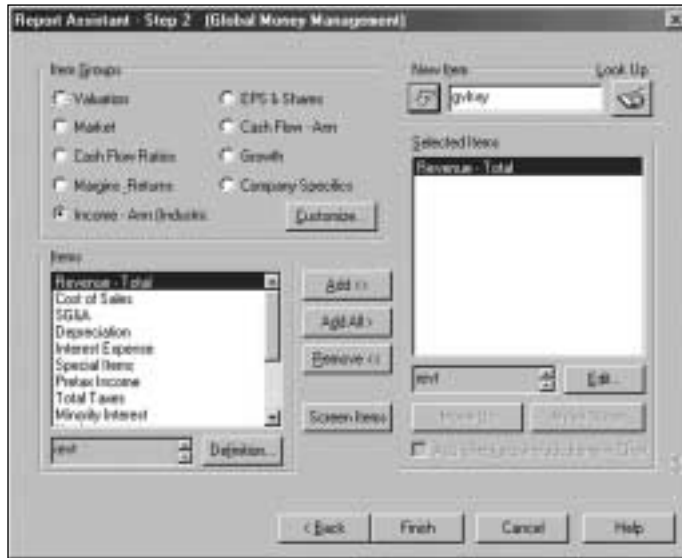 Report Assistant - Step 2 (Global Money Management)
Item Groups
Valuation
Market
Cash Flow Ratios
Margins_Returns
Income - Ann (Industri
EPS & Shares
Cash Flow - Ann
Growth
Company Specifics
Customize...
New Item
Look Up
gvkey
Selected Items
Revenue - Total
Items
Revenue - Total
Cost of Sales
SG&A
Depreciation
Interest Expense
Special Items
Pretax Income
Total Taxes
Minority Interest
revt
Definition...
Add <>
Add All >
Remove <<
Screen Items
revt
Edit...
< Back
Finish
Cancel
Help